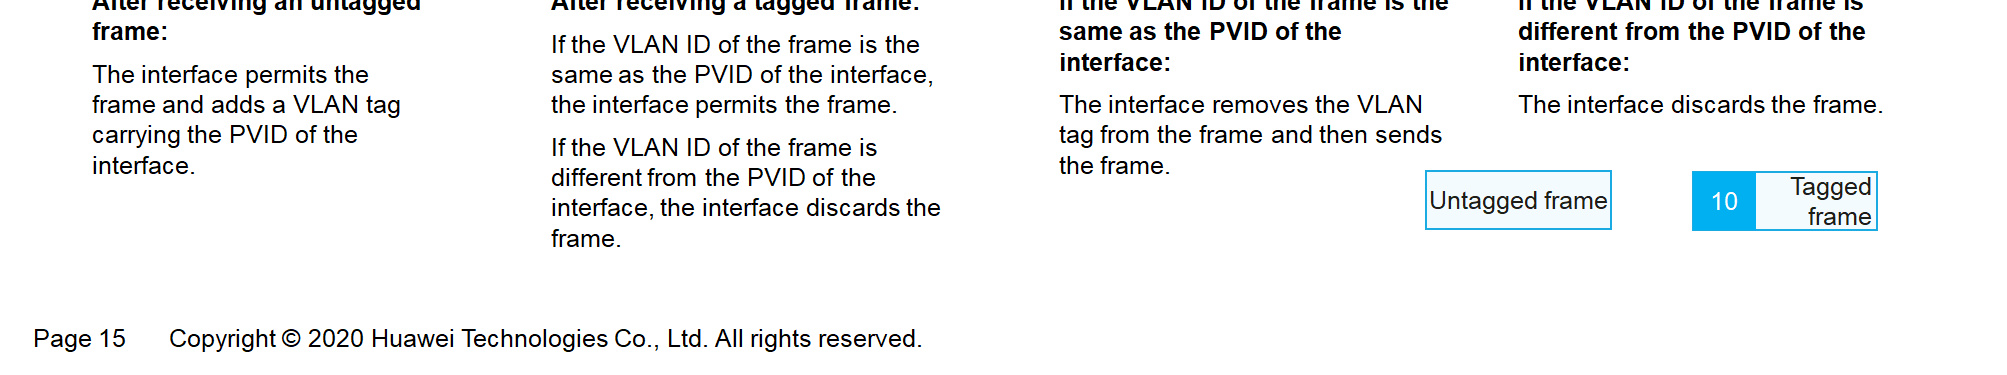 After receiving an untagged
frame:
The interface permits the
frame and adds a VLAN tag
carrying the PVID of the
interface.
After receiving a tagged frame:
If the VLAN ID of the frame is the
same as the PVID of the interface,
the interface permits the frame.
If the VLAN ID of the frame is
different from the PVID of the
interface, the interface discards the
frame.
If the VLAN ID of the frame is the
same as the PVID of the
interface:
The interface removes the VLAN
tag from the frame and then sends
the frame.
If the VLAN ID of the frame is
different from the PVID of the
interface:
The interface discards the frame.
Untagged frame
10
Tagged
frame
Page 15 Copyright © 2020 Huawei Technologies Co., Ltd. All rights reserved.